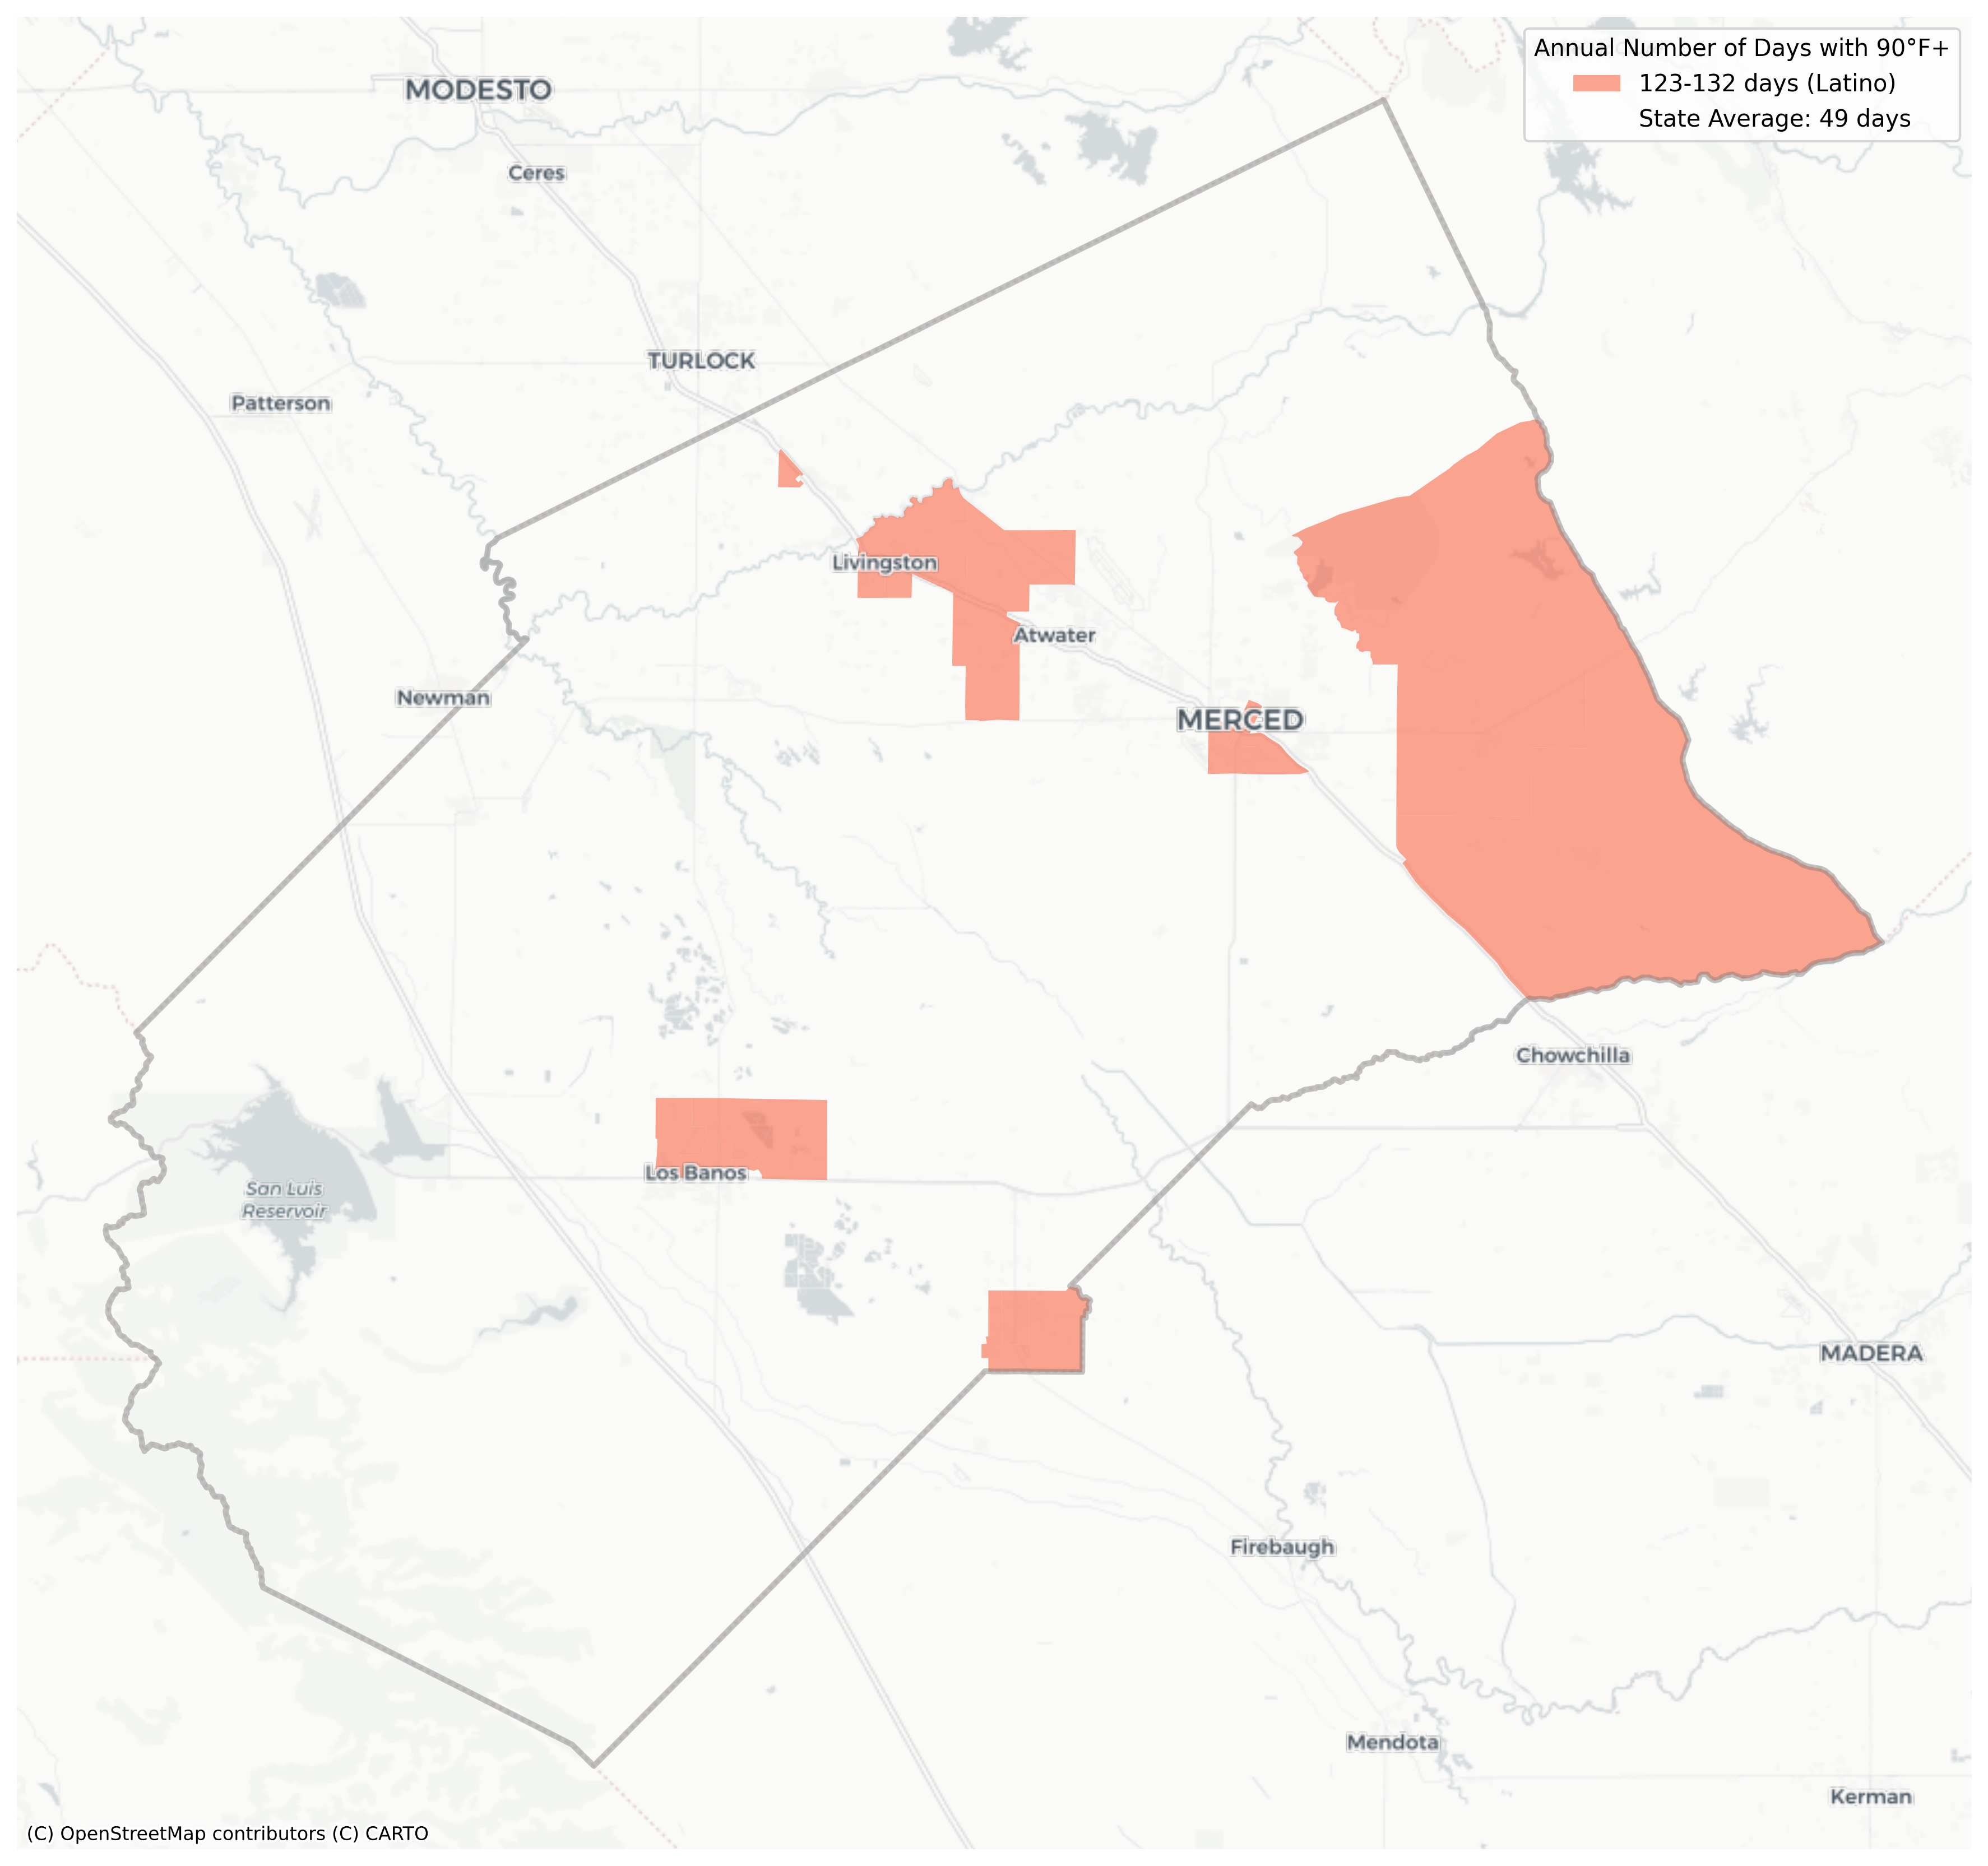 Annual Number of Days with 90°F+
123-132 days (Latino)
State Average: 49 days
MODESTO
Ceres
TURLOCK
Patterson
Livingston
Atwater
Newman
MERCED
Chowchilla
Los Banos
San Luis
Reservoir
MADERA
Firebaugh
Mendota
Kerman
(C) OpenStreetMap contributors (C) CARTO